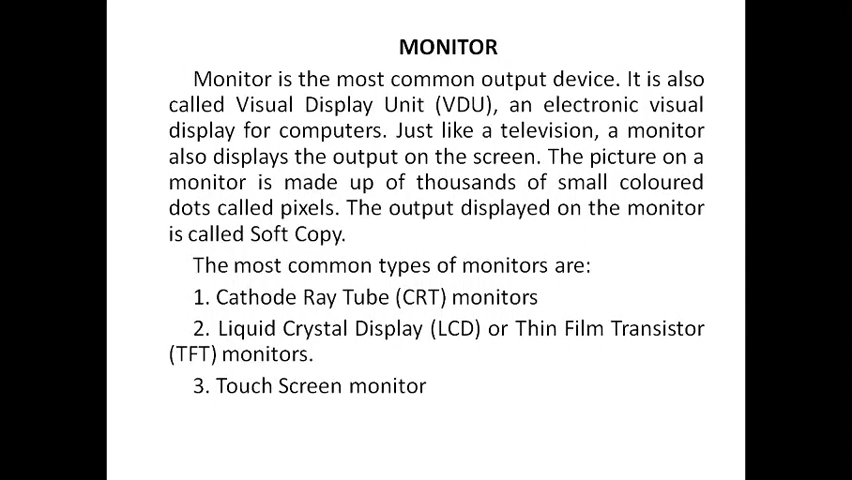 MONITOR
Monitor is the most common output device. It is also
called Visual Display Unit (VDU), an electronic visual
display for computers. Just like a television, a monitor
also displays the output on the screen. The picture on a
monitor is made up of thousands of small coloured
dots called pixels. The output displayed on the monitor
is called Soft Copy.
The most common types of monitors are:
1. Cathode Ray Tube (CRT) monitors
2. Liquid Crystal Display (LCD) or Thin Film Transistor
(TFT) monitors.
3. Touch Screen monitor